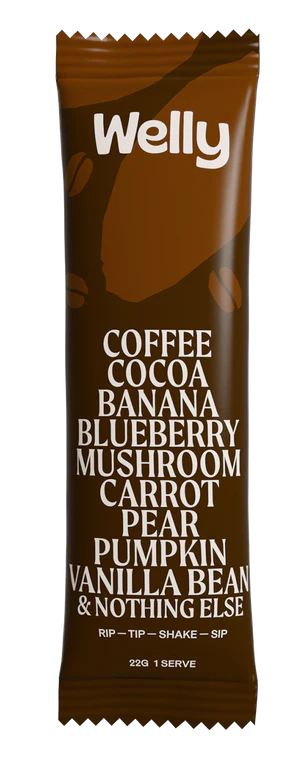 Welly
COFFEE
COCOA
BANANA
BLUEBERRY
MUSHROOM
CARROT
PEAR
PUMPKIN
VANILLA BEAN
& NOTHING ELSE
RIP — TIP — SHAKE — SIP
22G 1 SERVE